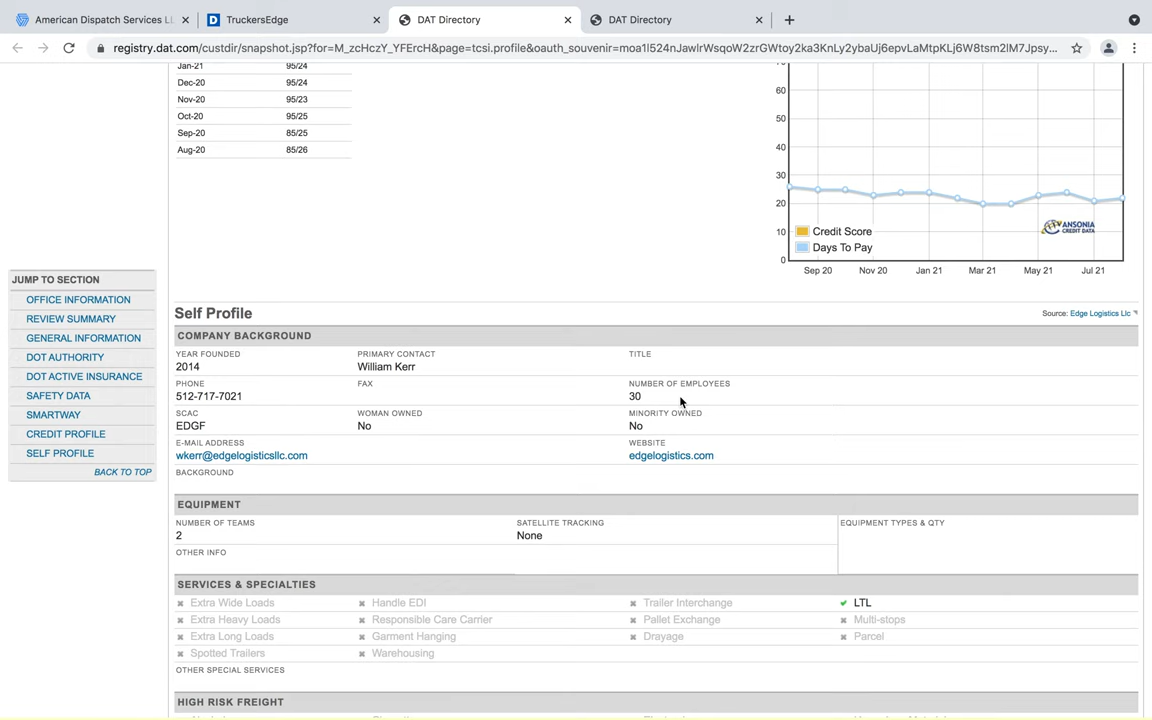 American Dispatch Services LL
TruckersEdge
DAT Directory
DAT Directory
registry.dat.com/custdir/snapshot.jsp?for=M_zcHczY_YFErcH&page=tcsi.profile&oauth_souvenir=moa1l524nJawlrWsqoW2zrGWtoy2ka3KnLy2ybaUj6epvLaMtpKLj6W8tsm2lM7Jpsy...
Jan-21 95/24
Dec-20 95/24
Nov-20 95/23
Oct-20 95/25
Sep-20 85/25
Aug-20 85/26
60
50
40
30
20
10
0
Credit Score
Days To Pay
ANSONIA
CREDIT DATA
Sep 20 Nov 20 Jan 21 Mar 21 May 21 Jul 21
JUMP TO SECTION
OFFICE INFORMATION
REVIEW SUMMARY
GENERAL INFORMATION
DOT AUTHORITY
DOT ACTIVE INSURANCE
SAFETY DATA
SMARTWAY
CREDIT PROFILE
SELF PROFILE
BACK TO TOP
Self Profile
Source: Edge Logistics Llc
COMPANY BACKGROUND
YEAR FOUNDED PRIMARY CONTACT TITLE
2014 William Kerr
PHONE FAX NUMBER OF EMPLOYEES
512-717-7021 30
SCAC WOMAN OWNED MINORITY OWNED
EDGF No No
E-MAIL ADDRESS WEBSITE
wkerr@edgelogisticsllc.com edgelogistics.com
BACKGROUND
EQUIPMENT
NUMBER OF TEAMS SATELLITE TRACKING EQUIPMENT TYPES & QTY
2 None
OTHER INFO
SERVICES & SPECIALTIES
Extra Wide Loads Handle EDI Trailer Interchange LTL
Extra Heavy Loads Responsible Care Carrier Pallet Exchange Multi-stops
Extra Long Loads Garment Hanging Drayage Parcel
Spotted Trailers Warehousing
OTHER SPECIAL SERVICES
HIGH RISK FREIGHT